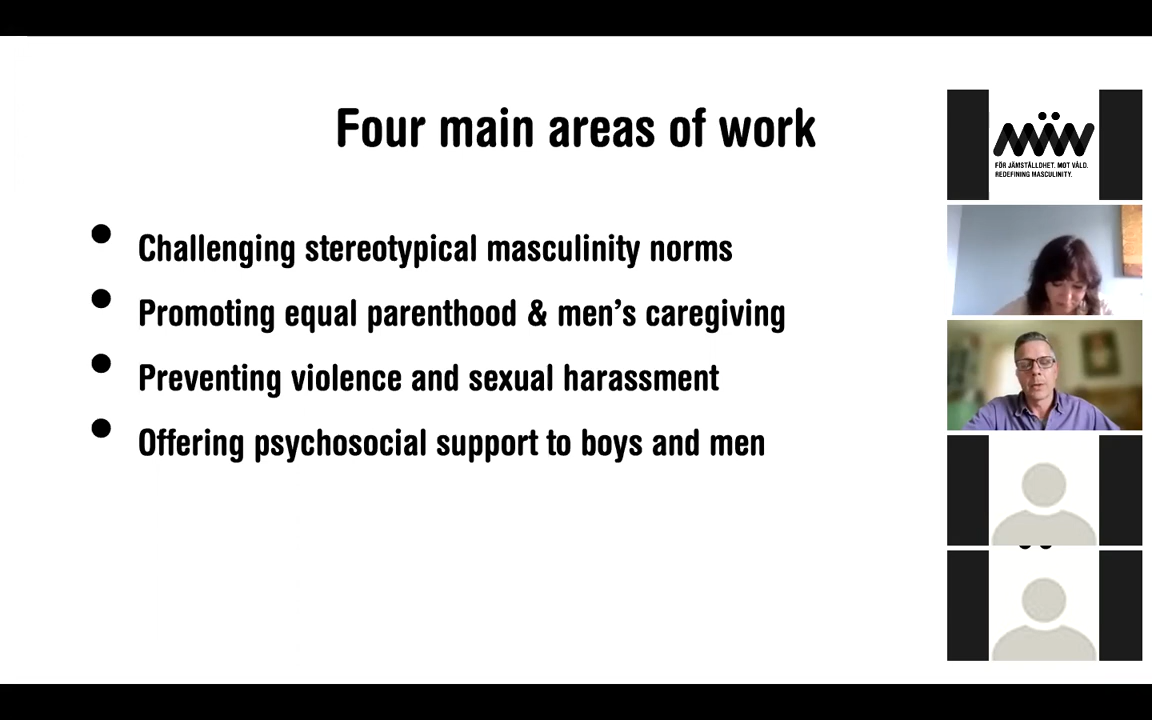 Four main areas of work
Challenging stereotypical masculinity norms
Promoting equal parenthood & men’s caregiving
Preventing violence and sexual harassment
Offering psychosocial support to boys and men
MÄN
FÖR JÄMSTÄLLDHET. MOT VÅLD.
REDEFINING MASCULINITY.